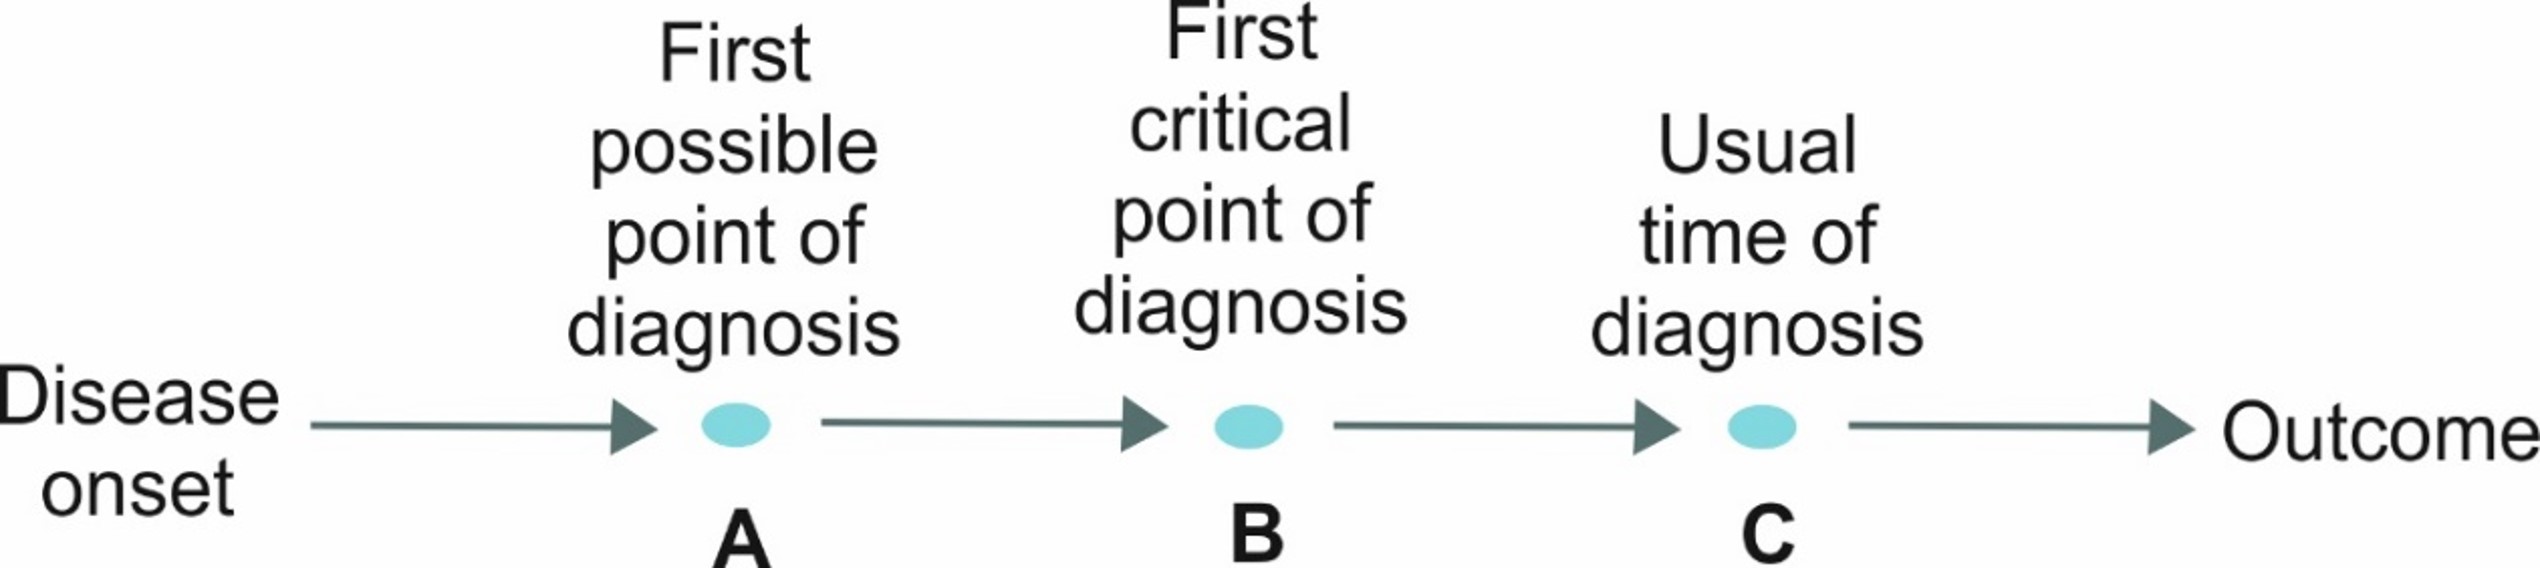 First
possible
point of
diagnosis
First
critical
point of
diagnosis
Usual
time of
diagnosis
Disease
onset
Outcome
A
B
C